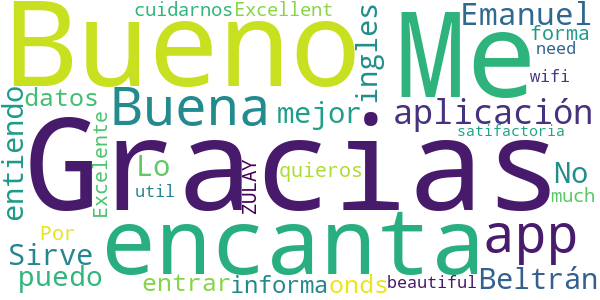 cuidarnos Excellent
Bueno
Me
Emanuel
forma
need
wifi
ingles
datos
entiendo
Buena
mejor
aplicación
satifactoria
Gracias
Excelente
Lo
util
ZULAY
quieros
No
much
Por
encanta
app
Sirve
puedo
entrar
informa
onds
beautiful
Beltrán